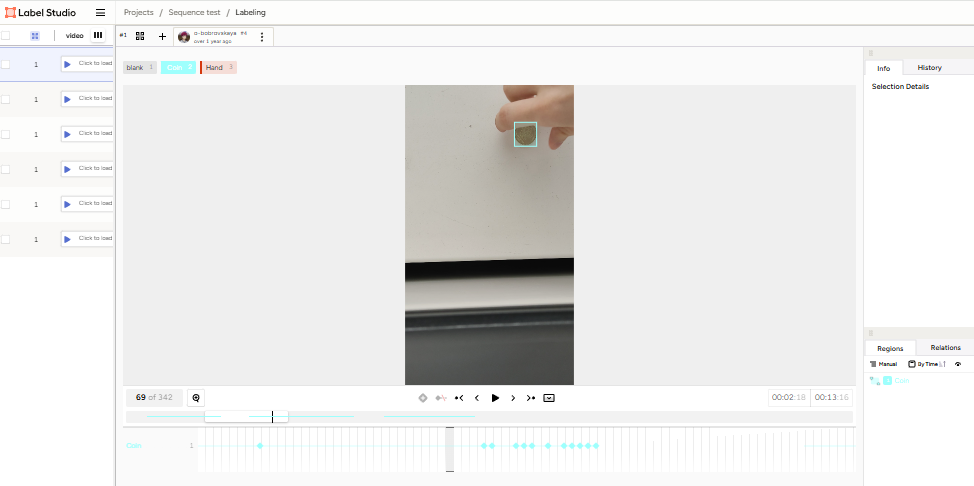 Label Studio
Projects / Sequence test / Labeling
video
#1
o-bobrovskaya #4
over 1 year ago
1 Click to load
1 Click to load
1 Click to load
1 Click to load
1 Click to load
1 Click to load
blank 1
Coin 2
Hand 3
Info
History
Selection Details
69 of 342
00:02:18
00:13:16
Regions
Relations
Manual
By Time
1 Coin
Coin 1